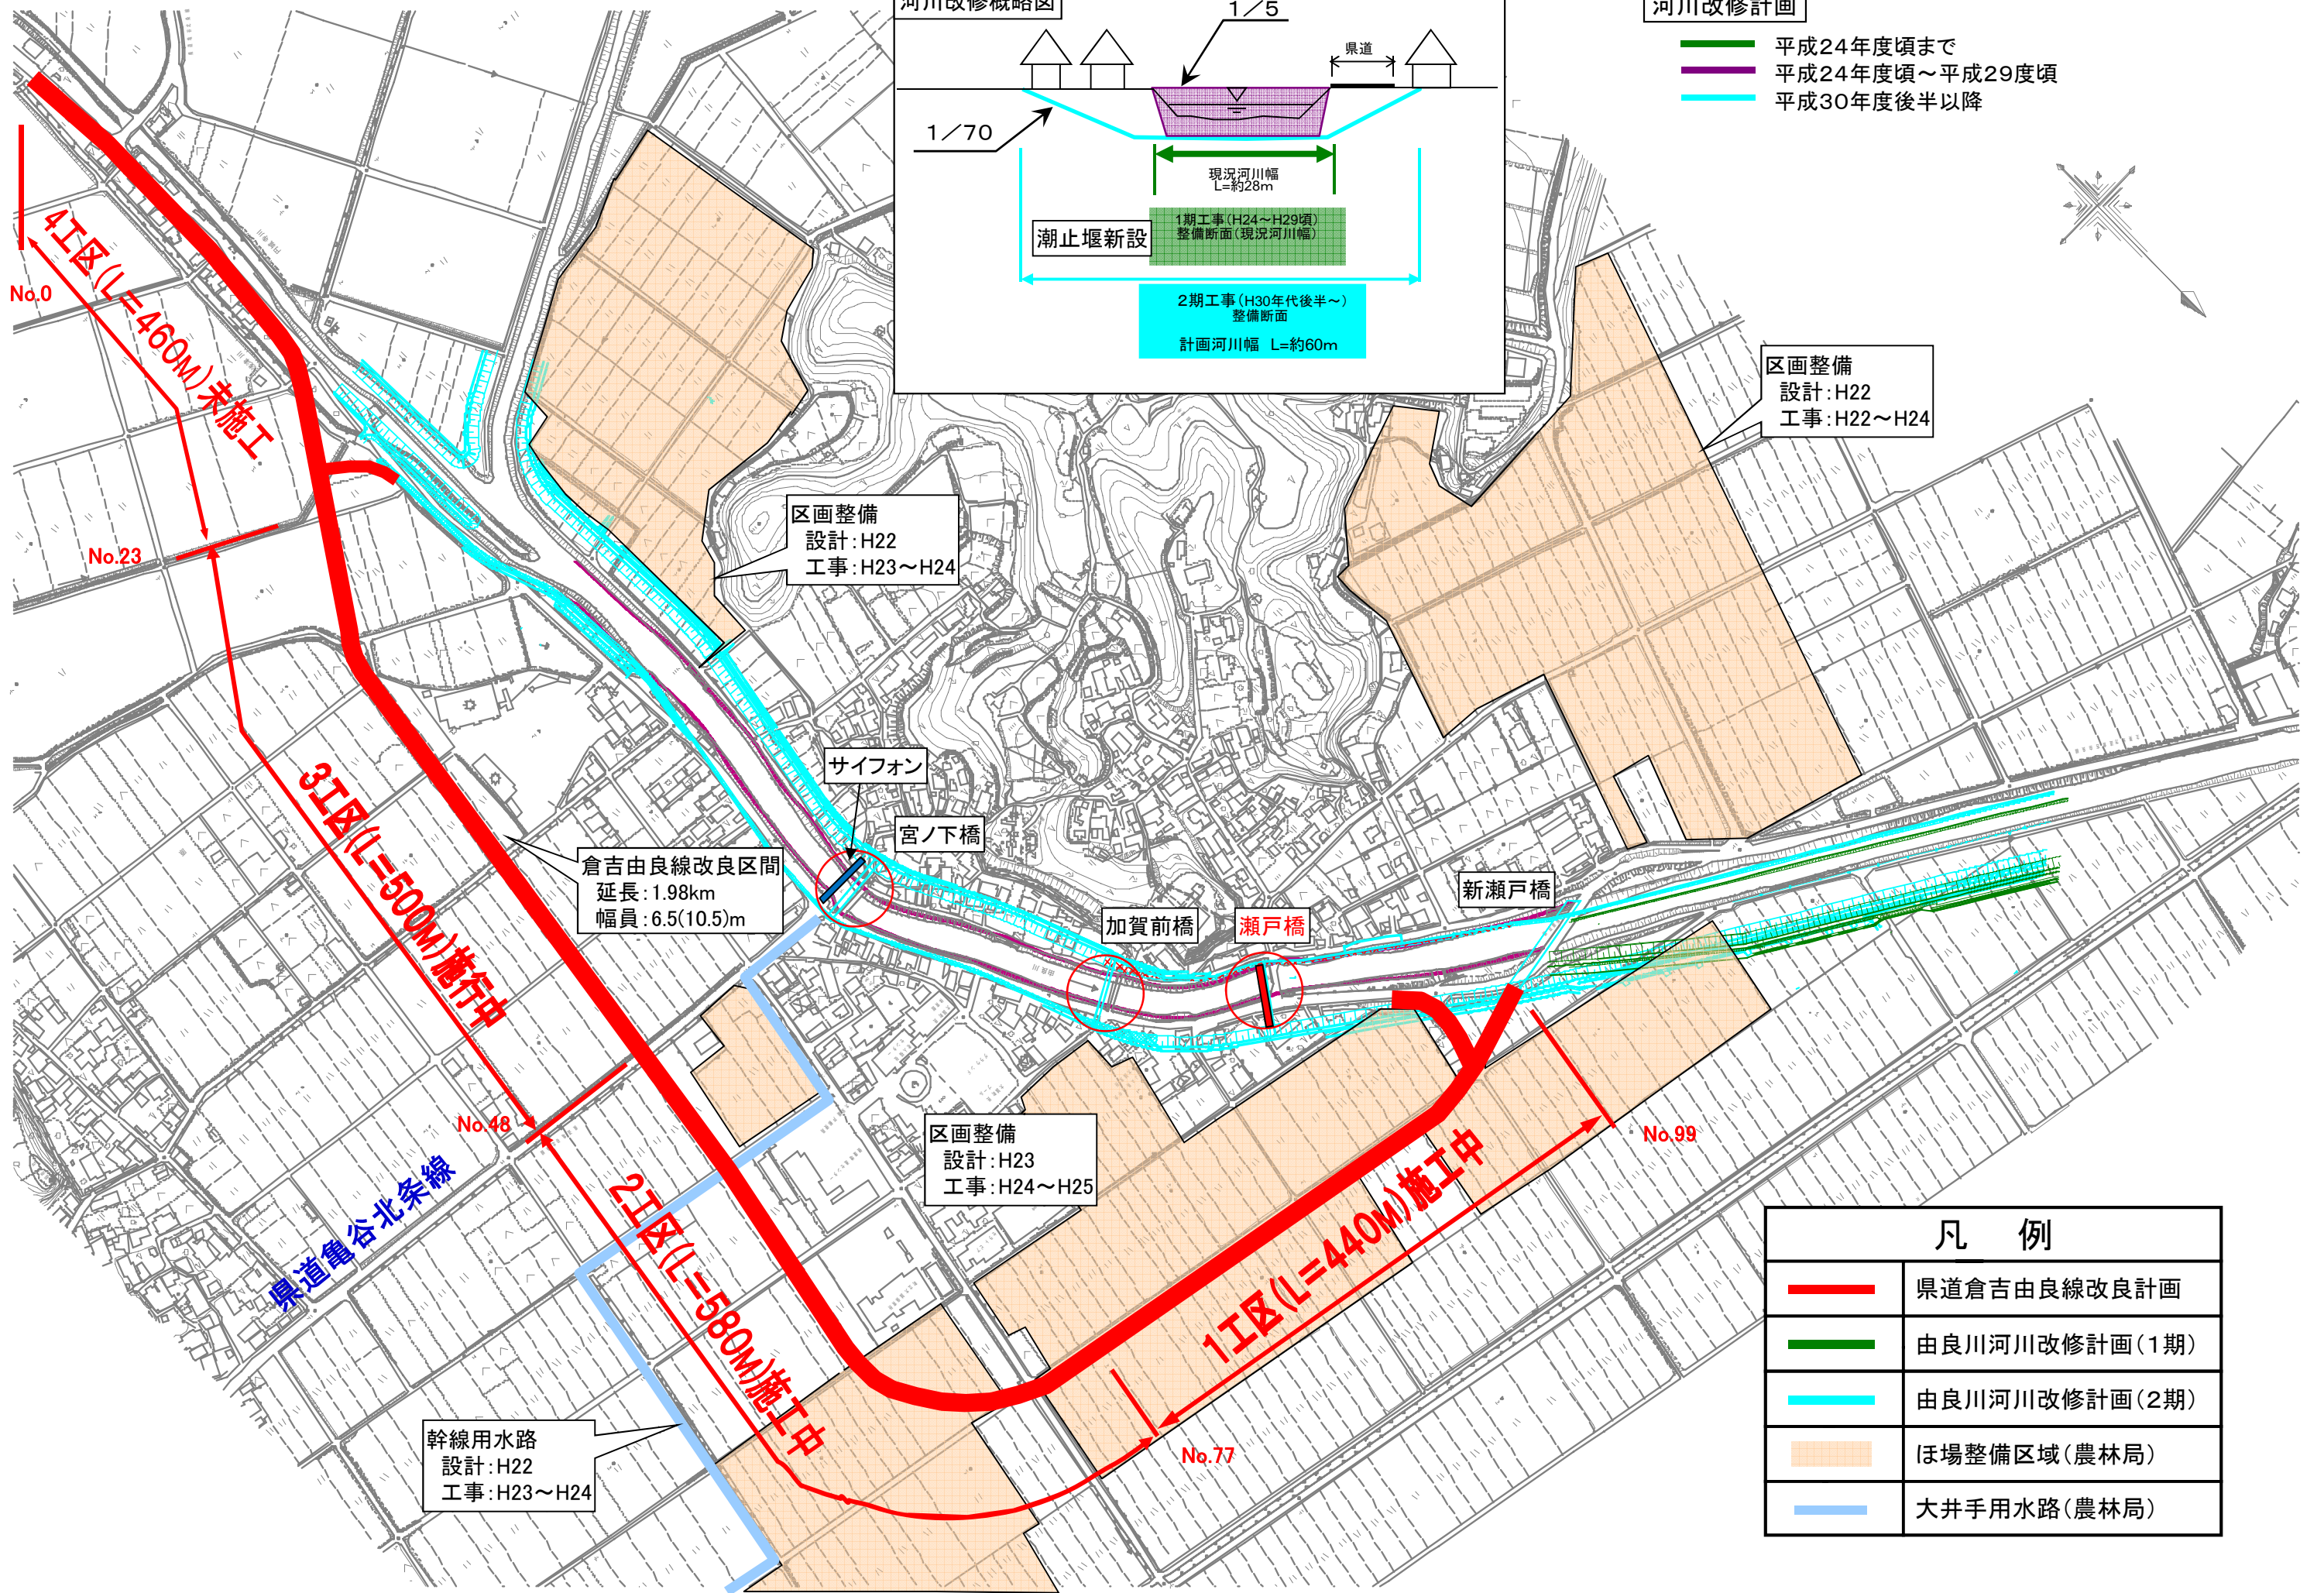 河川改修概略図
1/5
県道
1/70
現況河川幅
L=約28m
潮止堰新設
1期工事(H24～H29頃)
整備断面(現況河川幅)
2期工事(H30年代後半～)
整備断面
計画河川幅 L=約60m
河川改修計画
平成24年度頃まで
平成24年度頃～平成29度頃
平成30年度後半以降
4工区(L=460M)未施工
No.0
No.23
区画整備
設計:H22
工事:H22～H24
区画整備
設計:H22
工事:H23～H24
サイフォン
宮ノ下橋
3工区(L=500M)施行中
倉吉由良線改良区間
延長:1.98km
幅員:6.5(10.5)m
加賀前橋
瀬戸橋
新瀬戸橋
由良川
No.48
県道亀谷北条線
区画整備
設計:H23
工事:H24～H25
No.99
2工区(L=580M)施工中
1工区(L=440M)施工中
No.77
幹線用水路
設計:H22
工事:H23～H24
凡 例
県道倉吉由良線改良計画
由良川河川改修計画(1期)
由良川河川改修計画(2期)
ほ場整備区域(農林局)
大井手用水路(農林局)